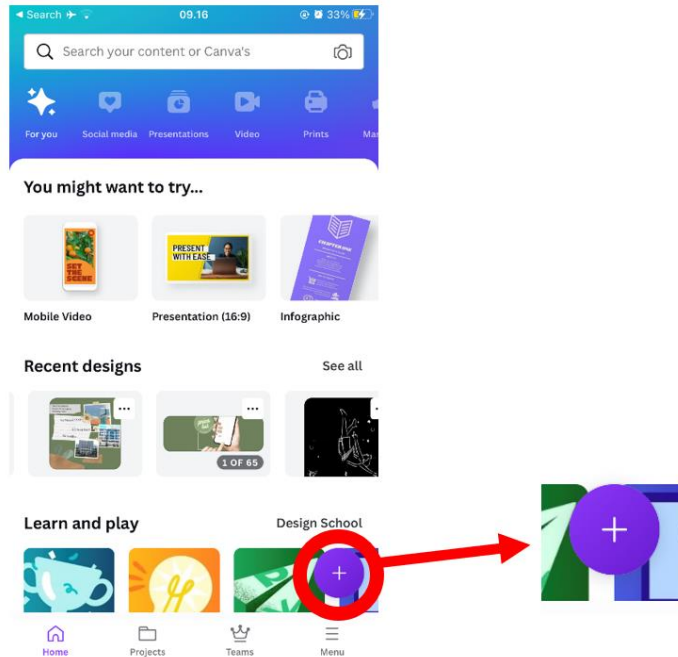 Search
09.16
33%
Search your content or Canva's
For you
Social media
Presentations
Video
Prints
Mar
You might want to try...
SET
THE
SCENE
PRESENT
WITH EASE
Mobile Video
Presentation (16:9)
Infographic
Recent designs
See all
1 OF 65
Learn and play
Design School
+
+
Home
Projects
Teams
Menu